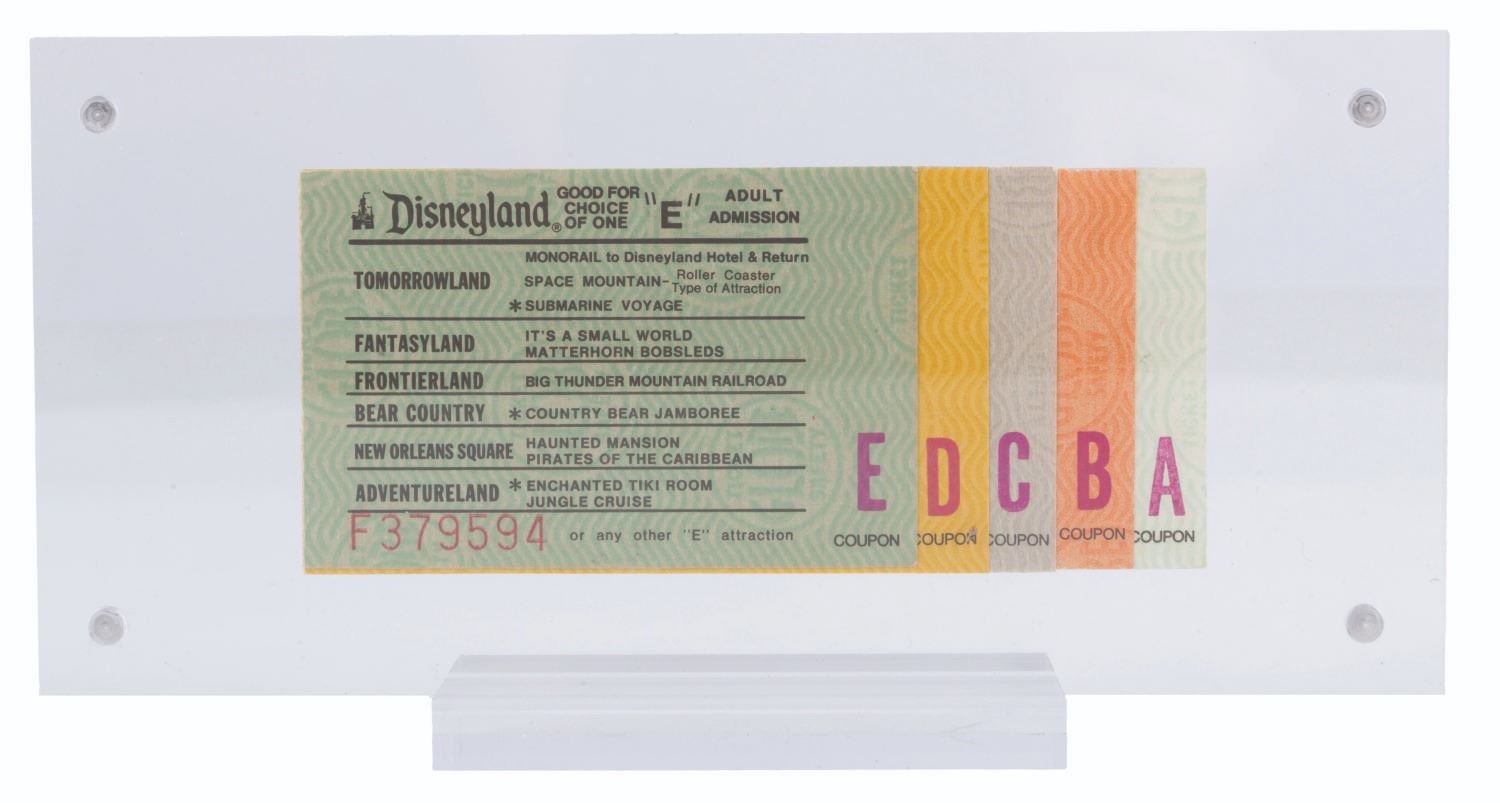 Disneyland® GOOD FOR CHOICE OF ONE "E" ADULT ADMISSION
MONORAIL to Disneyland Hotel & Return
TOMORROWLAND SPACE MOUNTAIN- Roller Coaster Type of Attraction
*SUBMARINE VOYAGE
FANTASYLAND IT'S A SMALL WORLD
MATTERHORN BOBSLEDS
FRONTIERLAND BIG THUNDER MOUNTAIN RAILROAD
BEAR COUNTRY *COUNTRY BEAR JAMBOREE
NEW ORLEANS SQUARE HAUNTED MANSION
PIRATES OF THE CARIBBEAN
ADVENTURELAND *ENCHANTED TIKI ROOM
JUNGLE CRUISE
F379594 or any other "E" attraction
E D C B A
COUPON COUPON COUPON COUPON COUPON